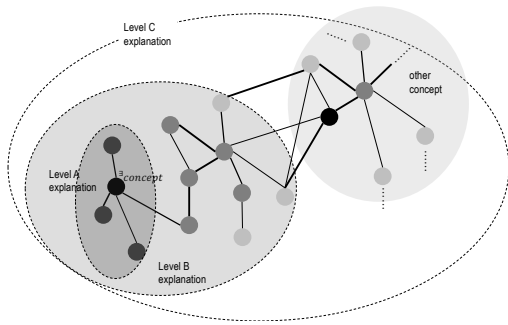 Level C
explanation
other
concept
Level A
explanation
∃concept
Level B
explanation